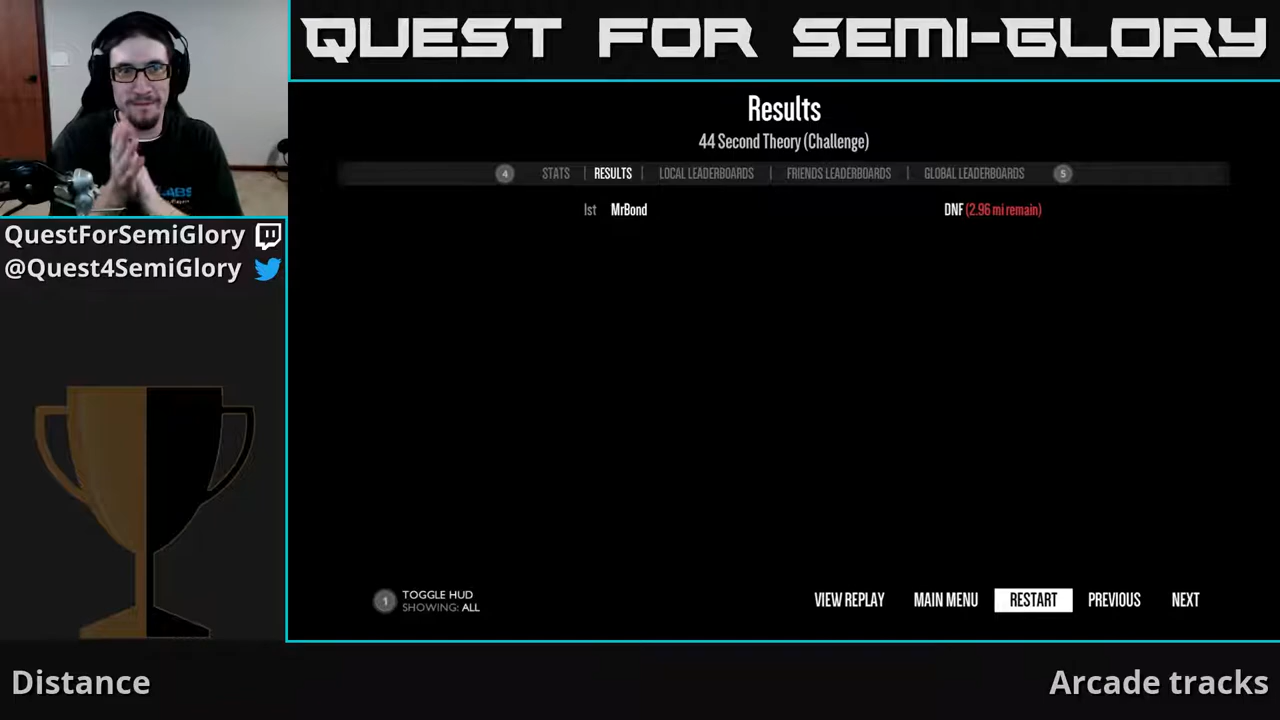 QUEST FOR SEMI-GLORY
Results
44 Second Theory (Challenge)
4 STATS RESULTS LOCAL LEADERBOARDS FRIENDS LEADERBOARDS GLOBAL LEADERBOARDS 5
1st MrBond DNF (2.96 mi remain)
QuestForSemiGlory
@Quest4SemiGlory
1 TOGGLE HUD
SHOWING: ALL
VIEW REPLAY MAIN MENU RESTART PREVIOUS NEXT
Distance
Arcade tracks